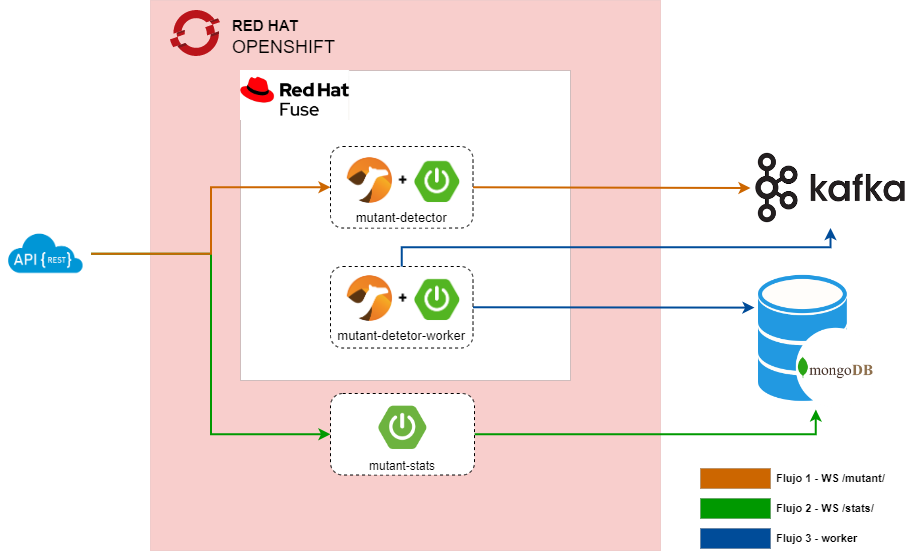 RED HAT
OPENSHIFT
Red Hat
Fuse
+
mutant-detector
kafka
API {REST}
+
mutant-detetor-worker
mongoDB
mutant-stats
Flujo 1 - WS /mutant/
Flujo 2 - WS /stats/
Flujo 3 - worker